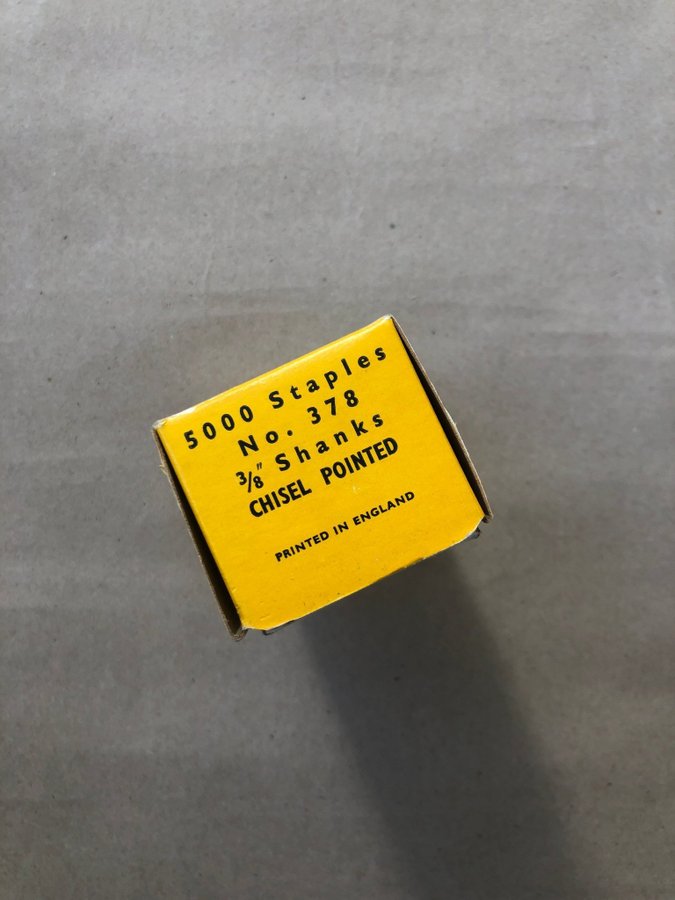 5000 Staples
No. 378
3/8" Shanks
CHISEL POINTED
PRINTED IN ENGLAND